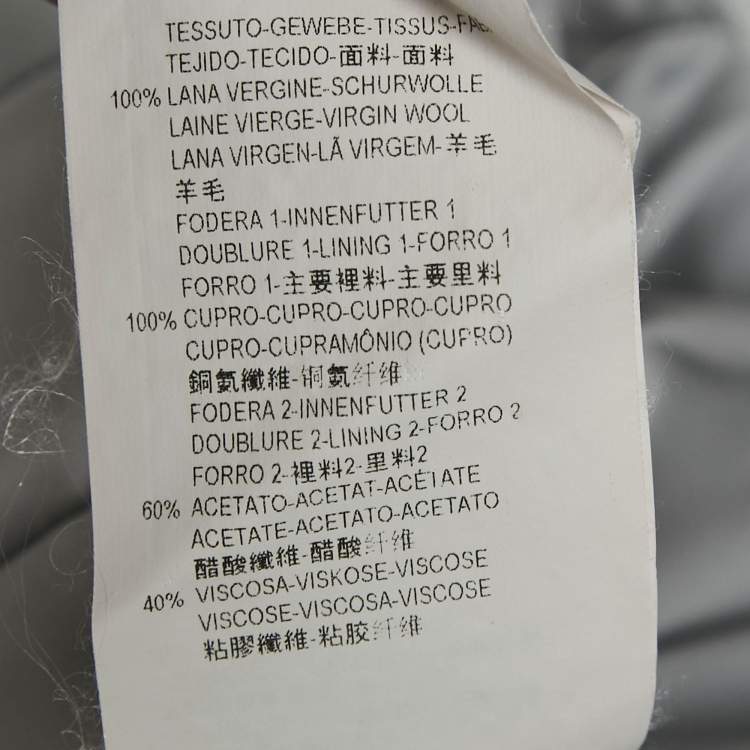 TESSUTO-GEWEBE-TISSUS-FAB
TEJIDO-TECIDO-面料-面料
100% LANA VERGINE-SCHURWOLLE
LAINE VIERGE-VIRGIN WOOL
LANA VIRGEN-LÃ VIRGEM-羊毛
羊毛
FODERA 1-INNENFUTTER 1
DOUBLURE 1-LINING 1-FORRO 1
FORRO 1-主要裡料-主要里料
100% CUPRO-CUPRO-CUPRO-CUPRO
CUPRO-CUPRAMÔNIO (CUPRO)
銅氨纖維-铜氨纤维
FODERA 2-INNENFUTTER 2
DOUBLURE 2-LINING 2-FORRO 2
FORRO 2-裡料2-里料2
60% ACETATO-ACETAT-ACÉTATE
ACETATE-ACETATO-ACETATO
醋酸纖維-醋酸纤维
40% VISCOSA-VISKOSE-VISCOSE
VISCOSE-VISCOSA-VISCOSE
粘膠纖維-粘胶纤维